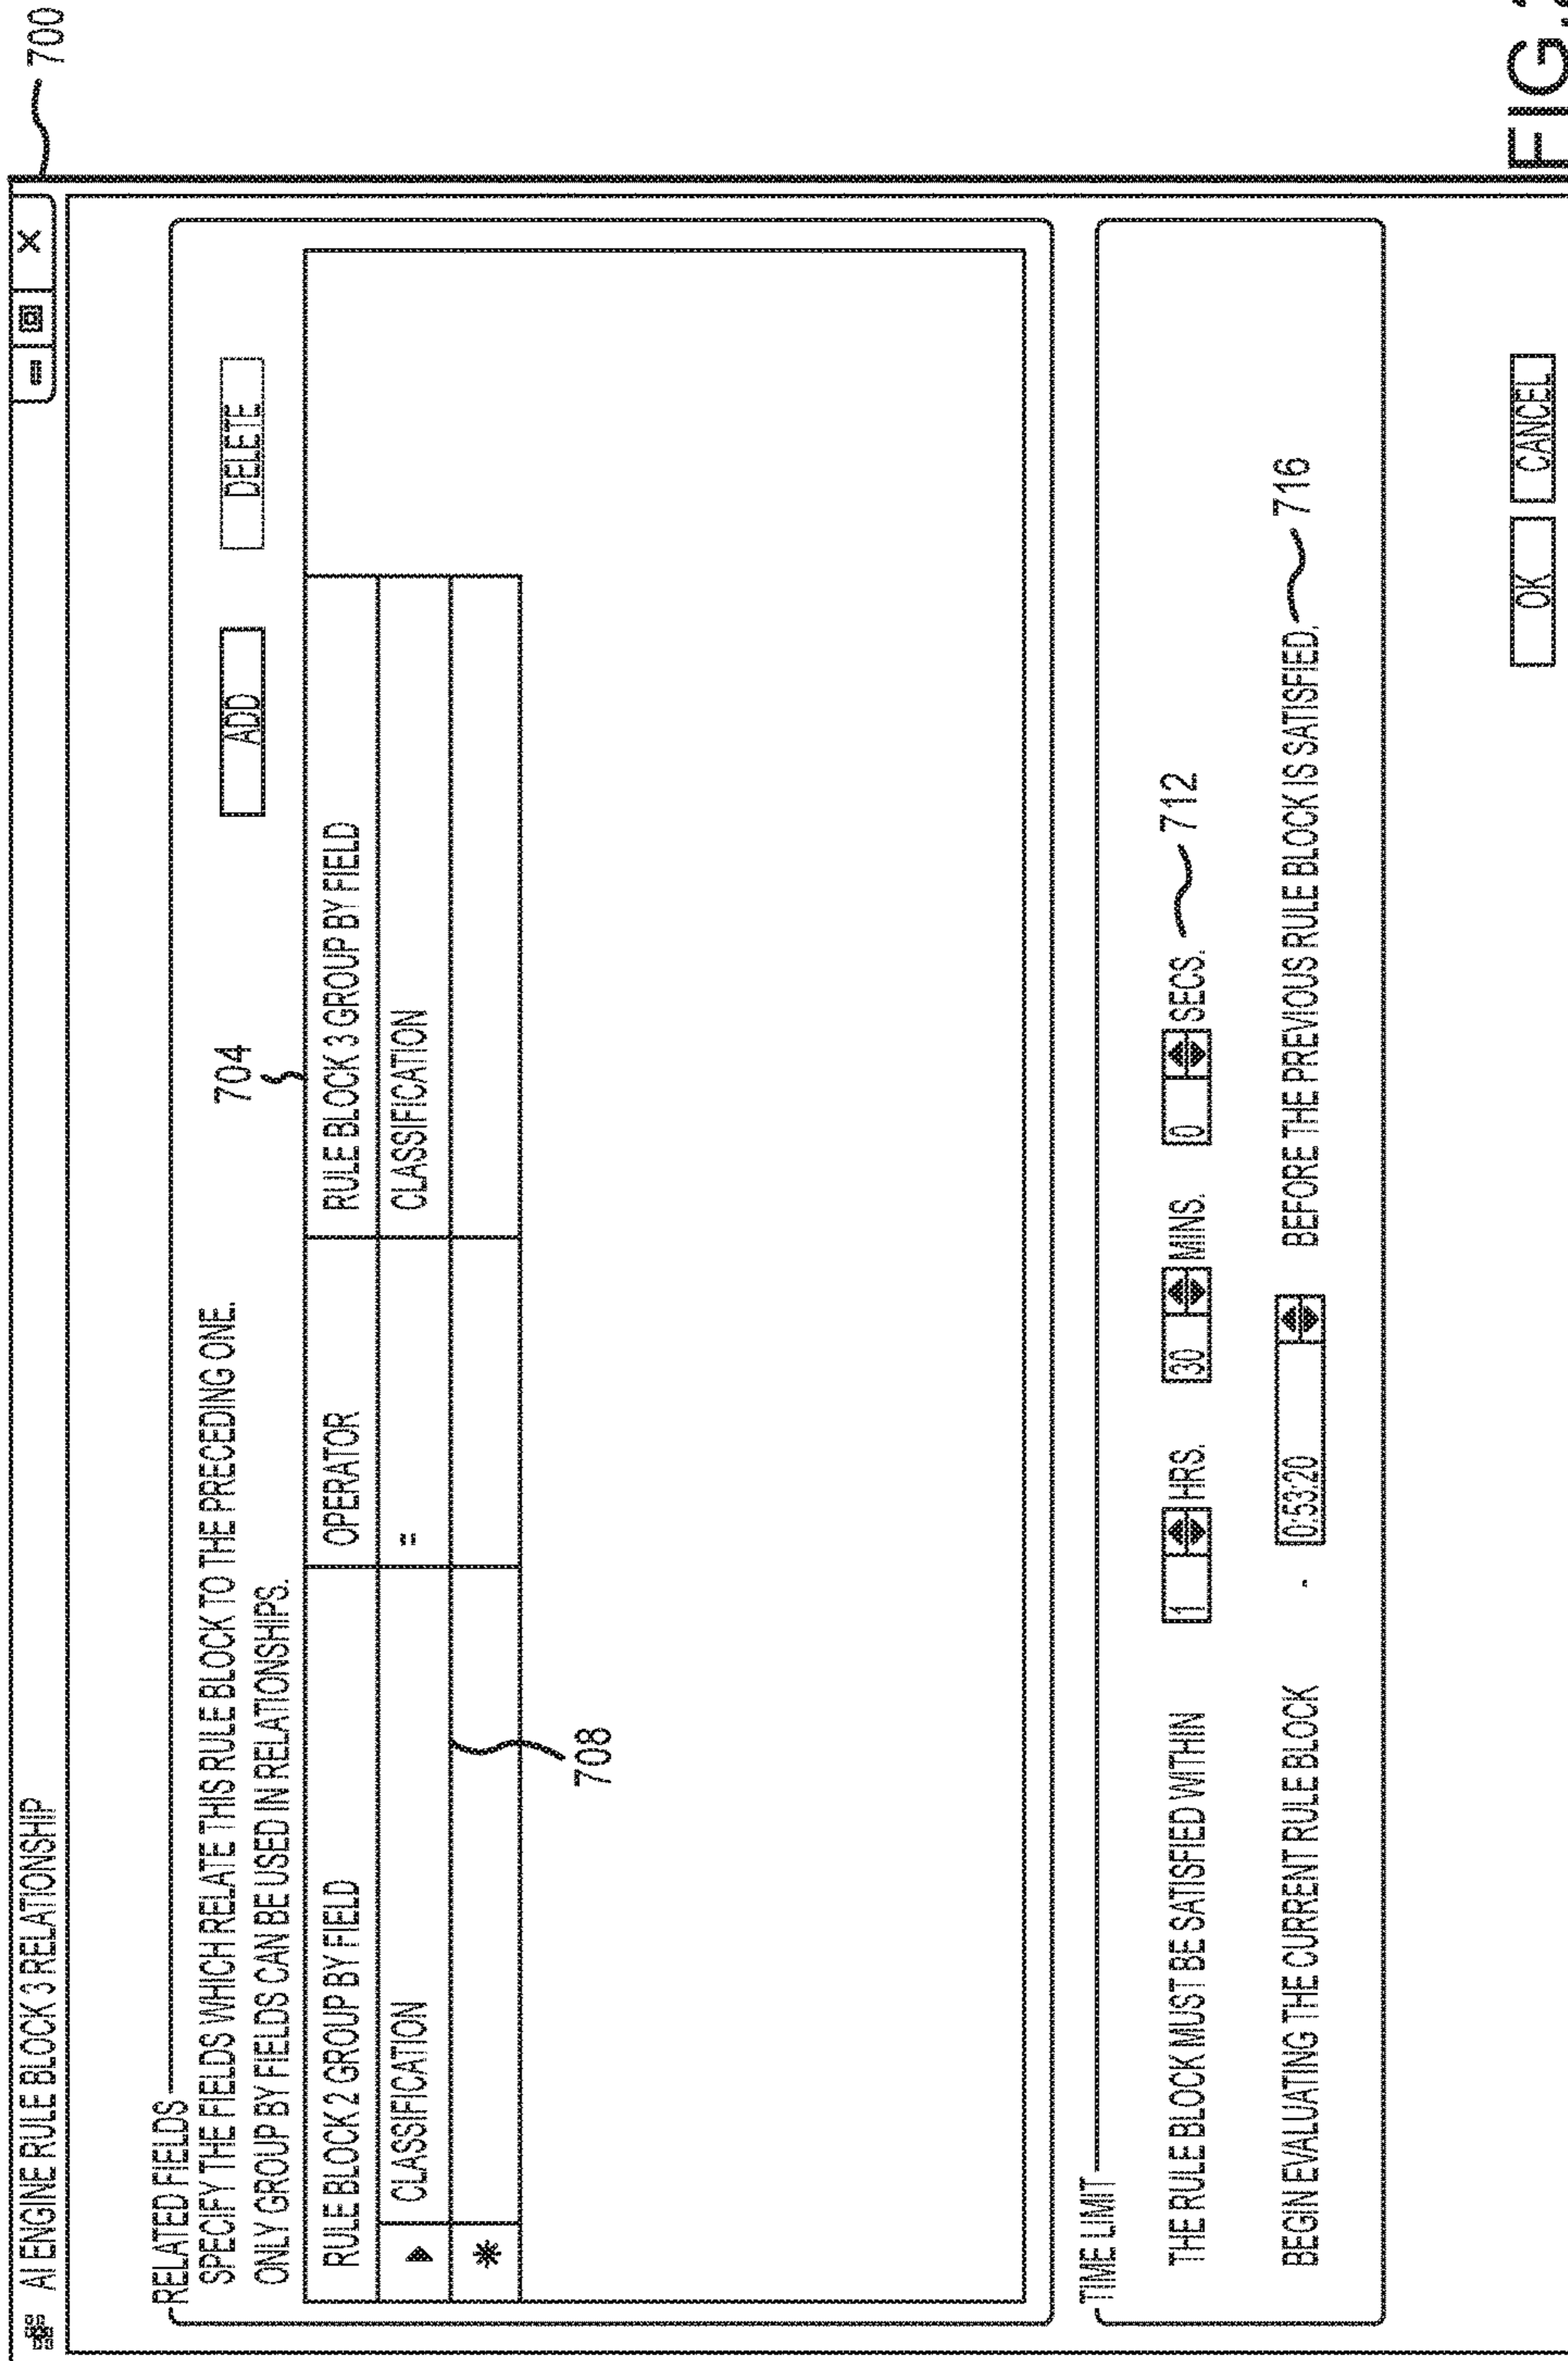 AI ENGINE RULE BLOCK 3 RELATIONSHIP
700
RELATED FIELDS
SPECIFY THE FIELDS WHICH RELATE THIS RULE BLOCK TO THE PRECEDING ONE.
ONLY GROUP BY FIELDS CAN BE USED IN RELATIONSHIPS.
704
ADD DELETE
RULE BLOCK 2 GROUP BY FIELD OPERATOR RULE BLOCK 3 GROUP BY FIELD
CLASSIFICATION = CLASSIFICATION
*
708
TIME LIMIT
THE RULE BLOCK MUST BE SATISFIED WITHIN 1 HRS. 30 MINS. 0 SECS. 712
BEGIN EVALUATING THE CURRENT RULE BLOCK - 0:53:20 BEFORE THE PREVIOUS RULE BLOCK IS SATISFIED. 716
OK CANCEL
FIG.